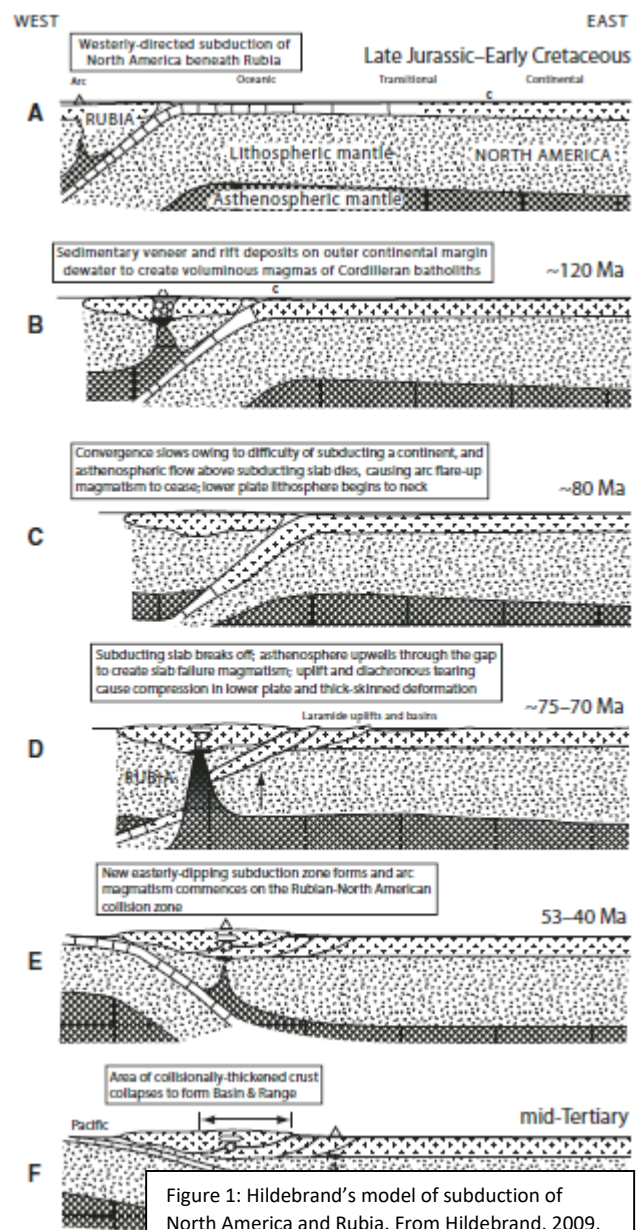 WEST EAST
Westerly-directed subduction of
North America beneath Rubia
Late Jurassic–Early Cretaceous
Arc Oceanic Transitional Continental
c
A
RUBIA
Lithospheric mantle NORTH AMERICA
Asthenospheric mantle
Sedimentary veneer and rift deposits on outer continental margin
dewater to create voluminous magmas of Cordilleran batholiths
~120 Ma
c
B
Convergence slows owing to difficulty of subducting a continent, and
asthenospheric flow above subducting slab dies, causing arc flare-up
magmatism to cease; lower plate lithosphere begins to neck
~80 Ma
C
Subducting slab breaks off; asthenosphere upwells through the gap
to create slab failure magmatism; uplift and diachronous tearing
cause compression in lower plate and thick-skinned deformation
~75–70 Ma
Laramide uplifts and basins
D
RUBIA
New easterly-dipping subduction zone forms and arc
magmatism commences on the Rubian-North American
collision zone
53–40 Ma
E
Area of collisionally-thickened crust
collapses to form Basin & Range
mid-Tertiary
Pacific
F
Figure 1: Hildebrand's model of subduction of
North America and Rubia. From Hildebrand, 2009.